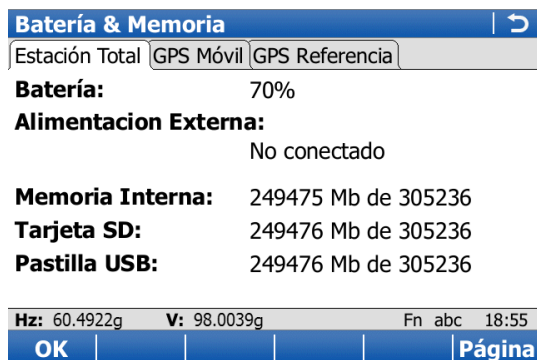 Batería & Memoria
Estación Total GPS Móvil GPS Referencia
Batería: 70%
Alimentacion Externa:
No conectado
Memoria Interna: 249475 Mb de 305236
Tarjeta SD: 249476 Mb de 305236
Pastilla USB: 249476 Mb de 305236
Hz: 60.4922g V: 98.0039g Fn abc 18:55
OK Página